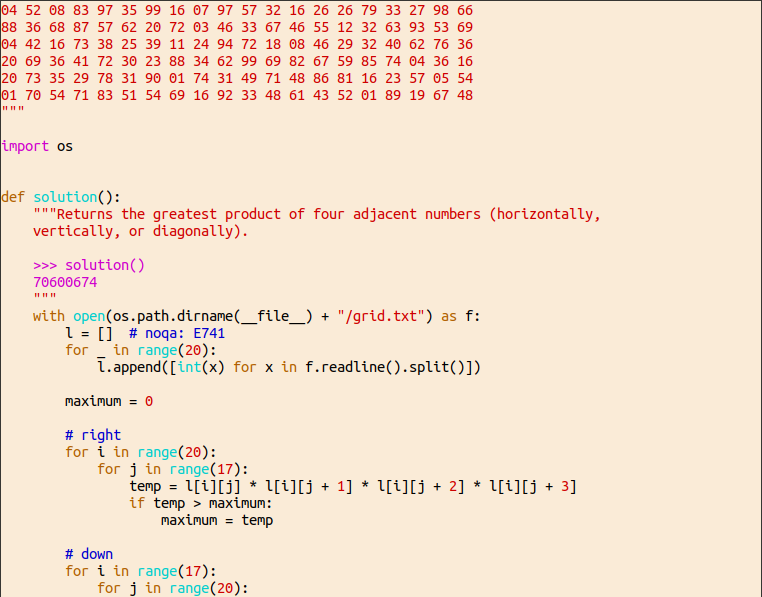 04 52 08 83 97 35 99 16 07 97 57 32 16 26 26 79 33 27 98 66
88 36 68 87 57 62 20 72 03 46 33 67 46 55 12 32 63 93 53 69
04 42 16 73 38 25 39 11 24 94 72 18 08 46 29 32 40 62 76 36
20 69 36 41 72 30 23 88 34 62 99 69 82 67 59 85 74 04 36 16
20 73 35 29 78 31 90 01 74 31 49 71 48 86 81 16 23 57 05 54
01 70 54 71 83 51 54 69 16 92 33 48 61 43 52 01 89 19 67 48
"""
import os
def solution():
    """Returns the greatest product of four adjacent numbers (horizontally,
    vertically, or diagonally).
    >>> solution()
    70600674
    """
    with open(os.path.dirname(__file__) + "/grid.txt") as f:
        l = []  # noqa: E741
        for _ in range(20):
            l.append([int(x) for x in f.readline().split()])
        maximum = 0
        # right
        for i in range(20):
            for j in range(17):
                temp = l[i][j] * l[i][j + 1] * l[i][j + 2] * l[i][j + 3]
                if temp > maximum:
                    maximum = temp
        # down
        for i in range(17):
            for j in range(20):